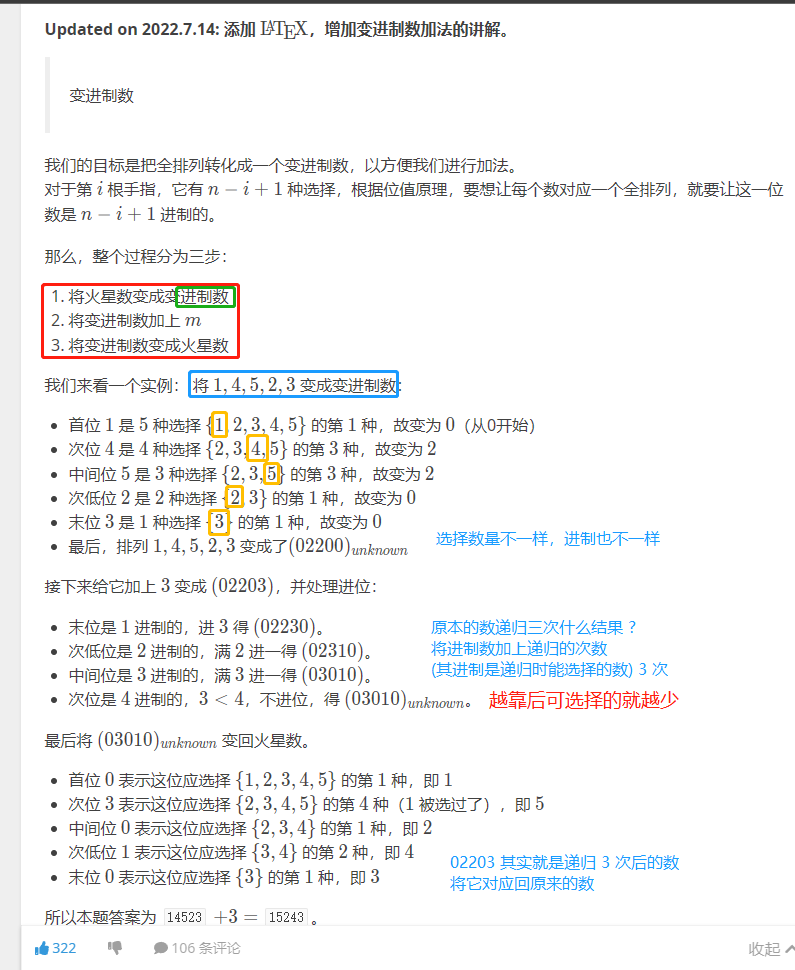 Updated on 2022.7.14: 添加 LATEX，增加变进制数加法的讲解。
变进制数
我们的目标是把全排列转化成一个变进制数，以方便我们进行加法。
对于第 i 根手指，它有 n − i + 1 种选择，根据位值原理，要想让每个数对应一个全排列，就要让这一位
数是 n − i + 1 进制的。
那么，整个过程分为三步：
1. 将火星数变成变进制数
2. 将变进制数加上 m
3. 将变进制数变成火星数
我们来看一个实例：将 1, 4, 5, 2, 3 变成变进制数：
• 首位 1 是 5 种选择 {1, 2, 3, 4, 5} 的第 1 种，故变为 0（从0开始）
• 次位 4 是 4 种选择 {2, 3, 4, 5} 的第 3 种，故变为 2
• 中间位 5 是 3 种选择 {2, 3, 5} 的第 3 种，故变为 2
• 次低位 2 是 2 种选择 {2, 3} 的第 1 种，故变为 0
• 末位 3 是 1 种选择 {3} 的第 1 种，故变为 0
• 最后，排列 1, 4, 5, 2, 3 变成了(02200)unknown
选择数量不一样，进制也不一样
接下来给它加上 3 变成 (02203)，并处理进位：
• 末位是 1 进制的，进 3 得 (02230)。
原本的数递归三次什么结果？
• 次低位是 2 进制的，满 2 进一得 (02310)。
将进制数加上递归的次数
• 中间位是 3 进制的，满 3 进一得 (03010)。
(其进制是递归时能选择的数) 3 次
• 次位是 4 进制的，3 < 4，不进位，得 (03010)unknown。
越靠后可选择的就越少
最后将 (03010)unknown 变回火星数。
• 首位 0 表示这位应选择 {1, 2, 3, 4, 5} 的第 1 种，即 1
• 次位 3 表示这位应选择 {2, 3, 4, 5} 的第 4 种（1 被选过了），即 5
• 中间位 0 表示这位应选择 {2, 3, 4} 的第 1 种，即 2
• 次低位 1 表示这位应选择 {3, 4} 的第 2 种，即 4
• 末位 0 表示这位应选择 {3} 的第 1 种，即 3
02203 其实就是递归 3 次后的数
将它对应回原来的数
所以本题答案为 14523 +3 = 15243 。
322
106 条评论
收起